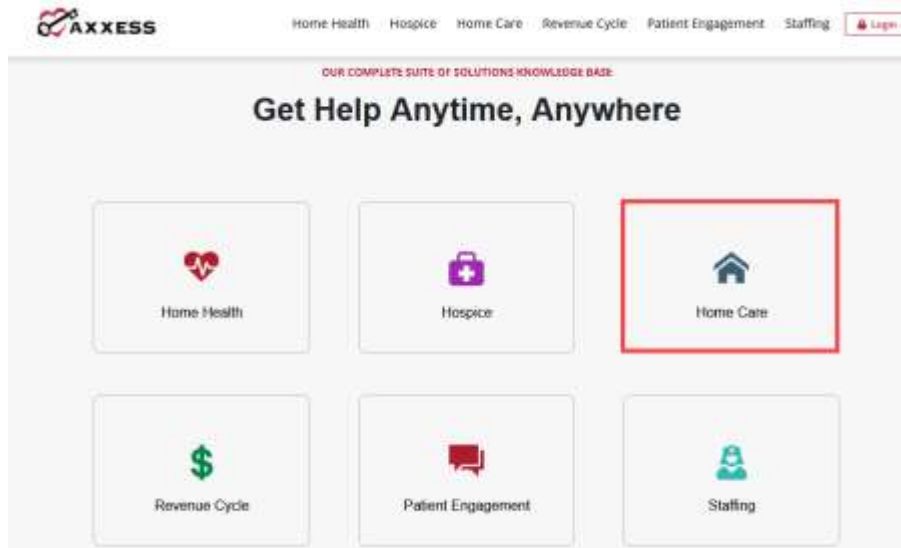 AXXESS
Home Health Hospice Home Care Revenue Cycle Patient Engagement Staffing Login
OUR COMPLETE SUITE OF SOLUTIONS KNOWLEDGE BASE
Get Help Anytime, Anywhere
Home Health Hospice Home Care
Revenue Cycle Patient Engagement Staffing